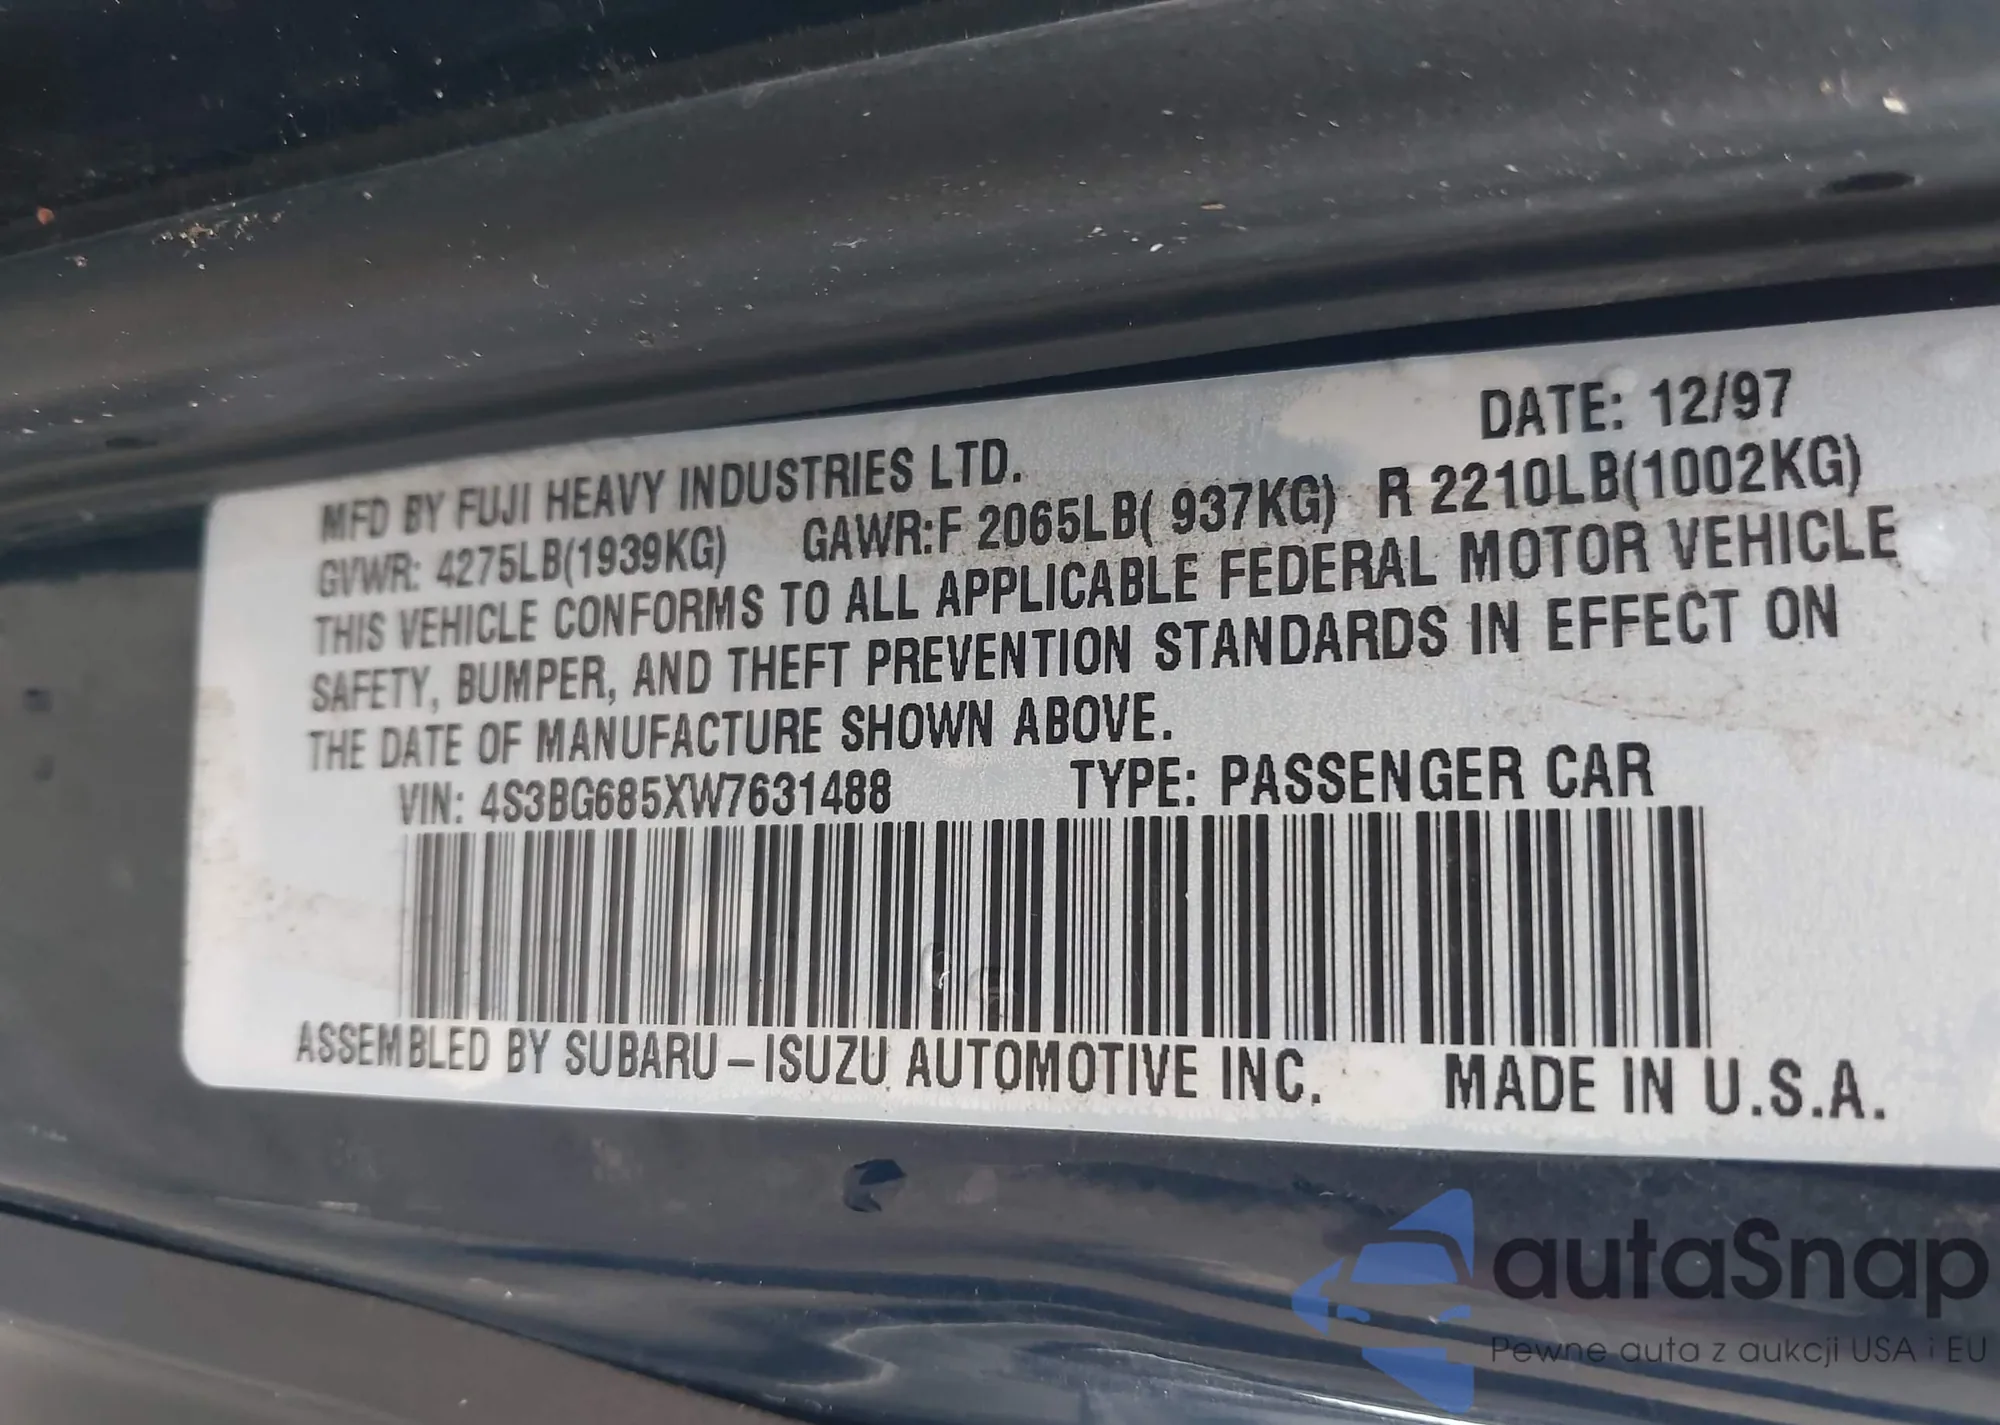 DATE: 12/97
MFD BY FUJI HEAVY INDUSTRIES LTD.
GVWR: 4275LB(1939KG) GAWR:F 2065LB( 937KG) R 2210LB(1002KG)
THIS VEHICLE CONFORMS TO ALL APPLICABLE FEDERAL MOTOR VEHICLE
SAFETY, BUMPER, AND THEFT PREVENTION STANDARDS IN EFFECT ON
THE DATE OF MANUFACTURE SHOWN ABOVE.
VIN: 4S3BG685XW7631488 TYPE: PASSENGER CAR
ASSEMBLED BY SUBARU-ISUZU AUTOMOTIVE INC. MADE IN U.S.A.
autaSnap
Pewne auta z aukcji USA i EU